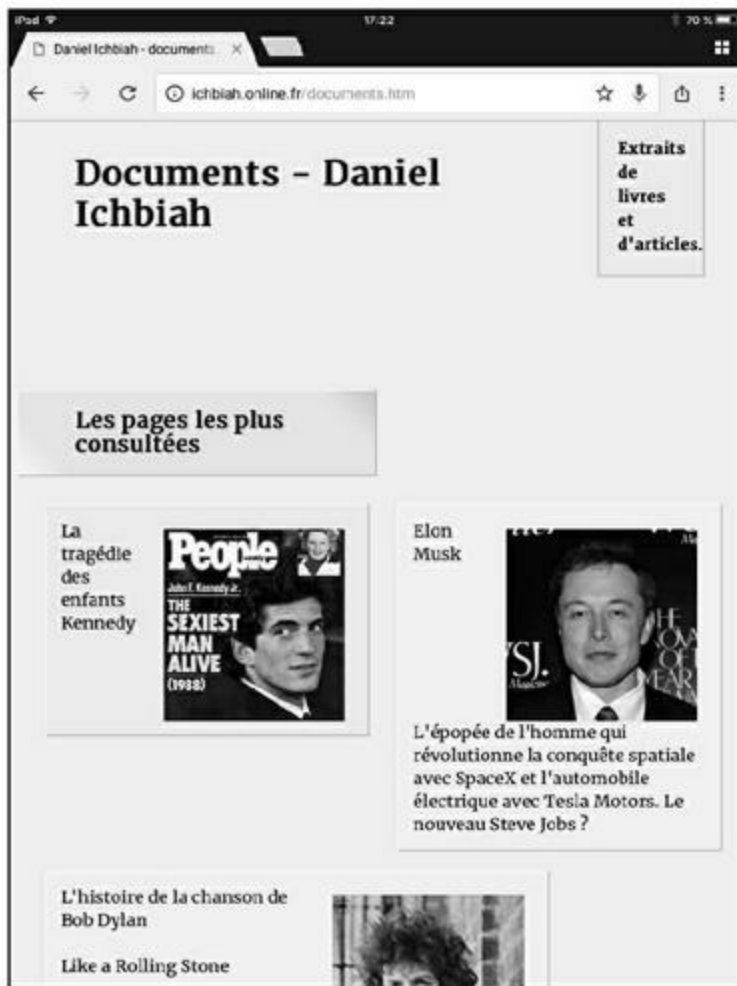 iPad
17:22
70 %
Daniel Ichbiah - documents
ichbiah.online.fr/documents.htm
Documents - Daniel
Ichbiah
Extraits
de
livres
et
d'articles.
Les pages les plus
consultées
La
tragédie
des
enfants
Kennedy
People
John F. Kennedy Jr.
THE
SEXIEST
MAN
ALIVE
(1988)
Elon
Musk
WSJ.
Magazine
THE
OF
YEAR
L'épopée de l'homme qui
révolutionne la conquête spatiale
avec SpaceX et l'automobile
électrique avec Tesla Motors. Le
nouveau Steve Jobs ?
L'histoire de la chanson de
Bob Dylan
Like a Rolling Stone